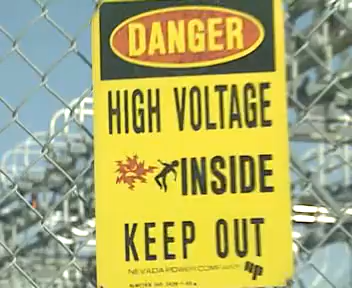 DANGER
HIGH VOLTAGE
INSIDE
KEEP OUT
NEVADA POWER COMPANY